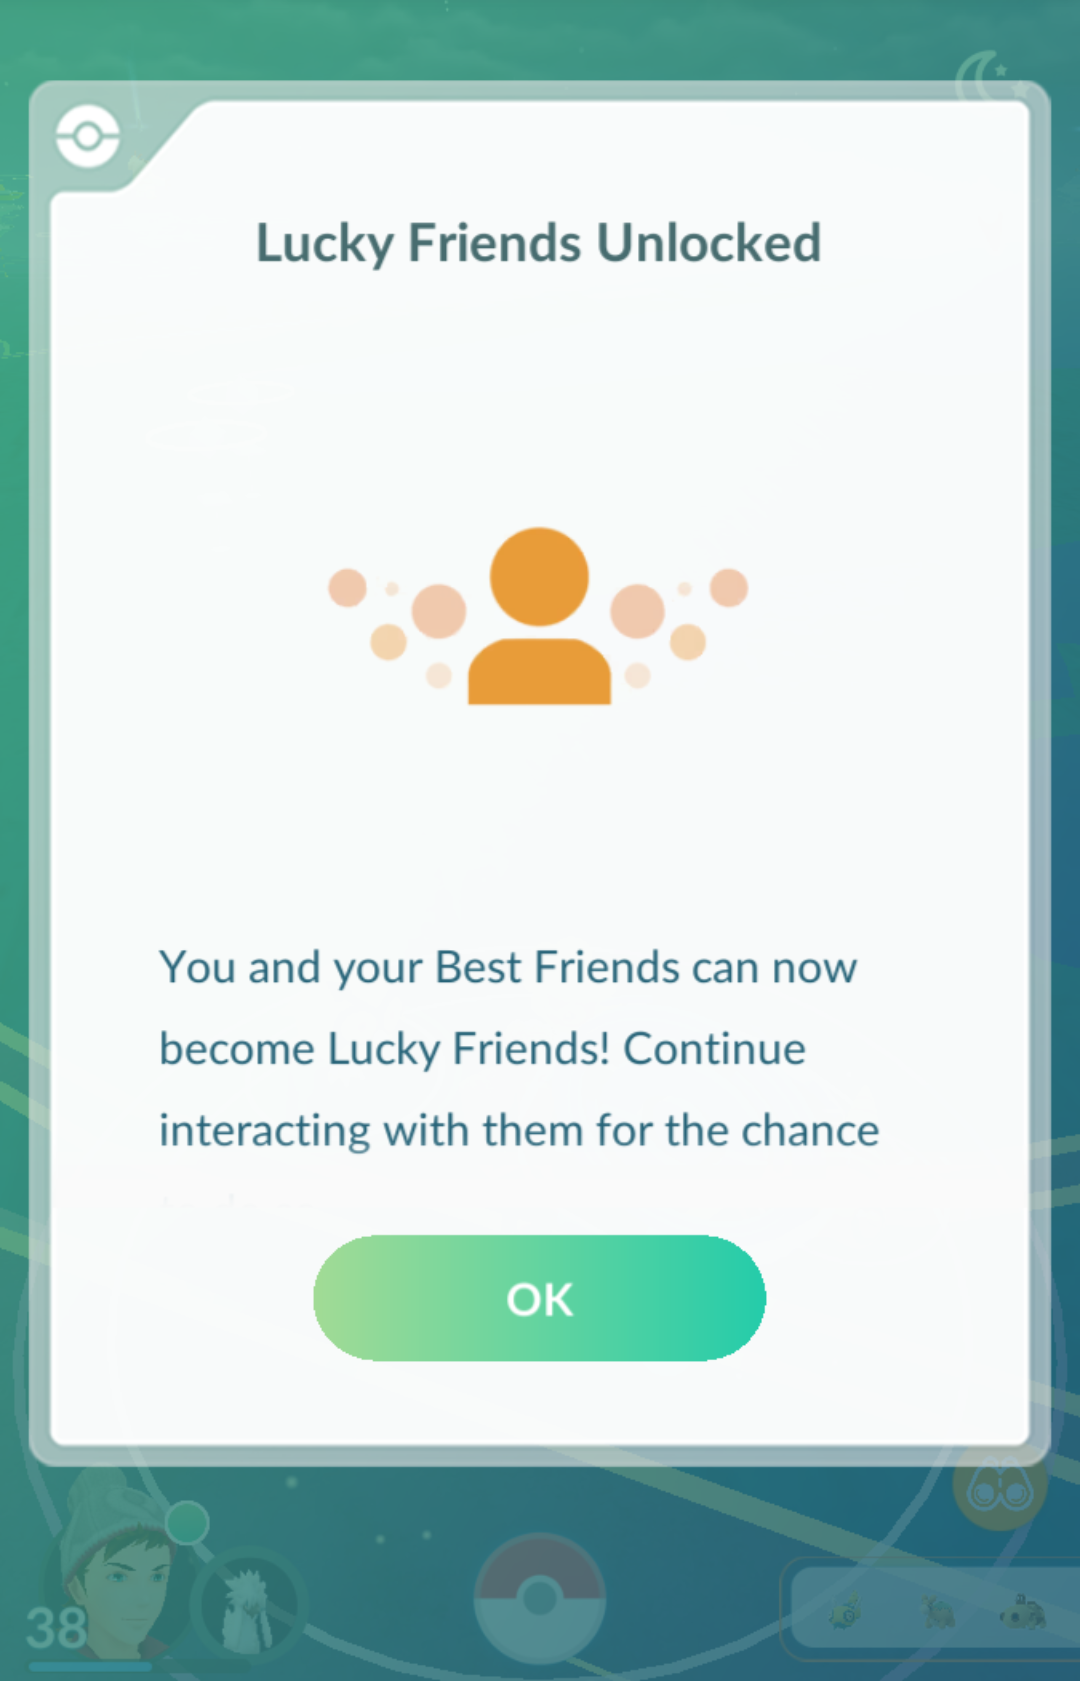 Lucky Friends Unlocked
You and your Best Friends can now
become Lucky Friends! Continue
interacting with them for the chance
OK
38